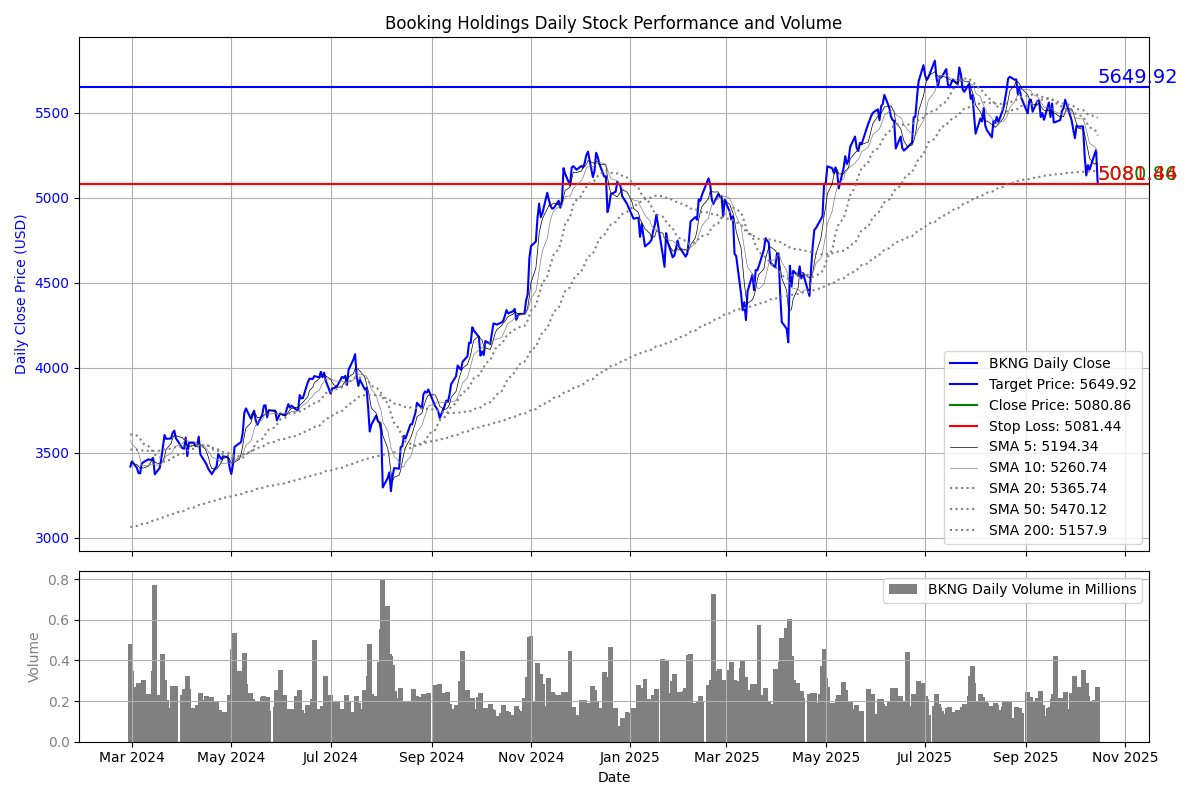 Booking Holdings Daily Stock Performance and Volume
5649.92
5500
5081.44
5000
4500
4000
3500
3000
Daily Close Price (USD)
BKNG Daily Close
Target Price: 5649.92
Close Price: 5080.86
Stop Loss: 5081.44
SMA 5: 5194.34
SMA 10: 5260.74
SMA 20: 5365.74
SMA 50: 5470.12
SMA 200: 5157.9
0.8
0.6
0.4
0.2
0.0
Volume
BKNG Daily Volume in Millions
Mar 2024 May 2024 Jul 2024 Sep 2024 Nov 2024 Jan 2025 Mar 2025 May 2025 Jul 2025 Sep 2025 Nov 2025
Date